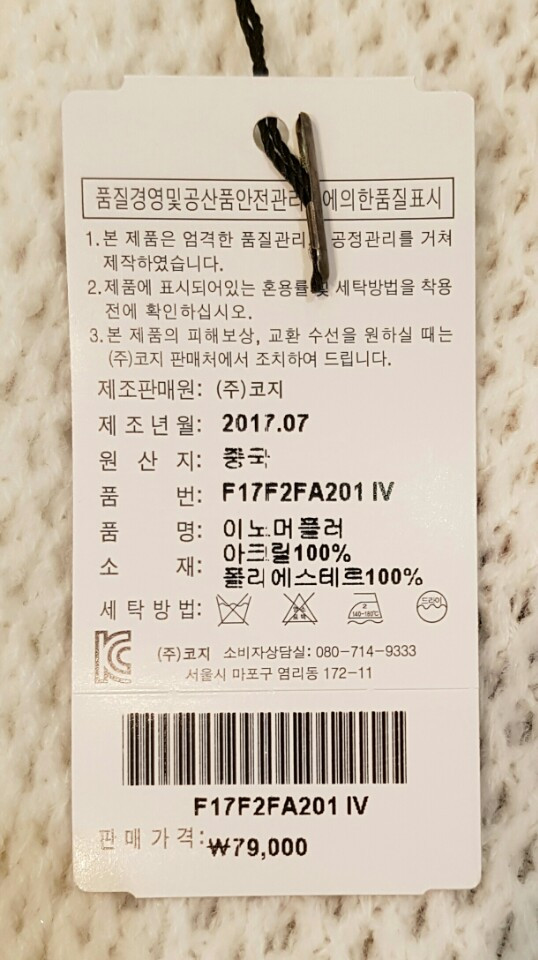 품질경영및공산품안전관리 에의한품질표시
1.본 제품은 엄격한 품질관리, 공정관리를 거쳐
제작하였습니다.
2.제품에 표시되어있는 혼용률 및 세탁방법을 착용
전에 확인하십시오.
3.본 제품의 피해보상, 교환 수선을 원하실 때는
(주)코지 판매처에서 조치하여 드립니다.
제조판매원: (주)코지
제조년월: 2017.07
원 산 지: 중국
품 번: F17F2FA201 IV
품 명: 이노머플러
소 재: 아크릴100%
폴리에스테르100%
세탁방법:
2
140~160℃
드라이
(주)코지 소비자상담실: 080-714-9333
서울시 마포구 염리동 172-11
F17F2FA201 IV
판매가격: ₩79,000